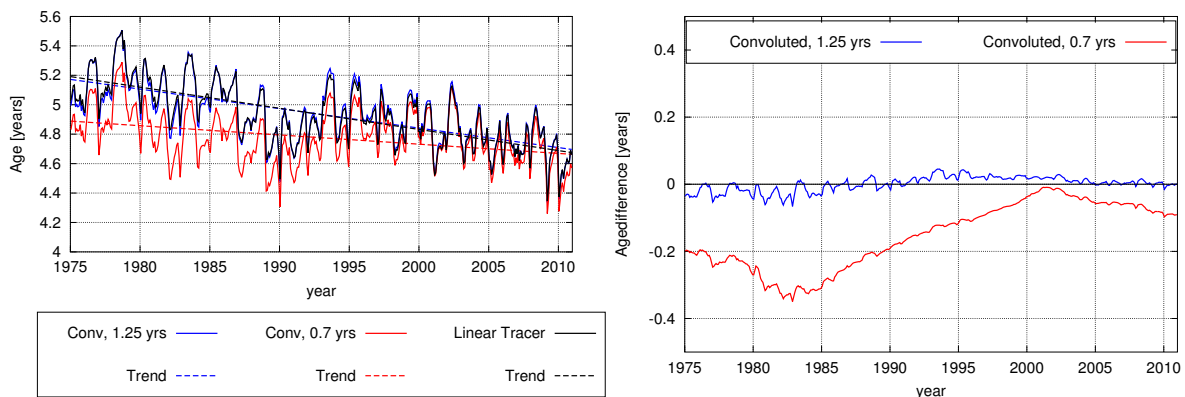 5.6
5.4
5.2
5
4.8
4.6
4.4
4.2
4
Age [years]
1975 1980 1985 1990 1995 2000 2005 2010
year
Conv, 1.25 yrs Conv, 0.7 yrs Linear Tracer
Trend Trend Trend
Convoluted, 1.25 yrs Convoluted, 0.7 yrs
0.4
0.2
0
-0.2
-0.4
Agedifference [years]
1975 1980 1985 1990 1995 2000 2005 2010
year